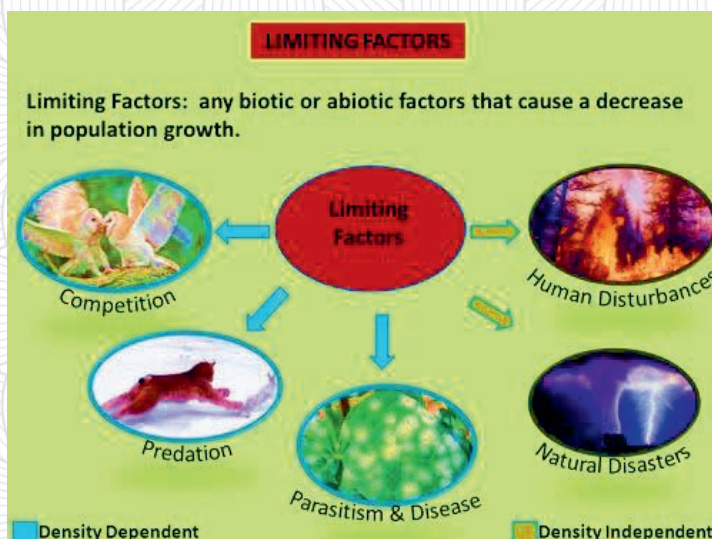 LIMITING FACTORS
Limiting Factors: any biotic or abiotic factors that cause a decrease
in population growth.
Limiting
Factors
Competition
Human Disturbances
Predation
Parasitism & Disease
Natural Disasters
Density Dependent
Density Independent